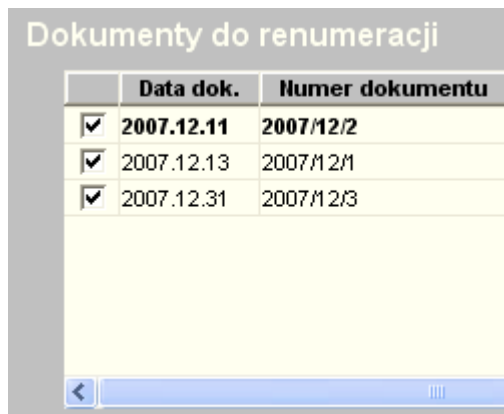 Dokumenty do renumeracji
Data dok. Numer dokumentu
2007.12.11 2007/12/2
2007.12.13 2007/12/1
2007.12.31 2007/12/3